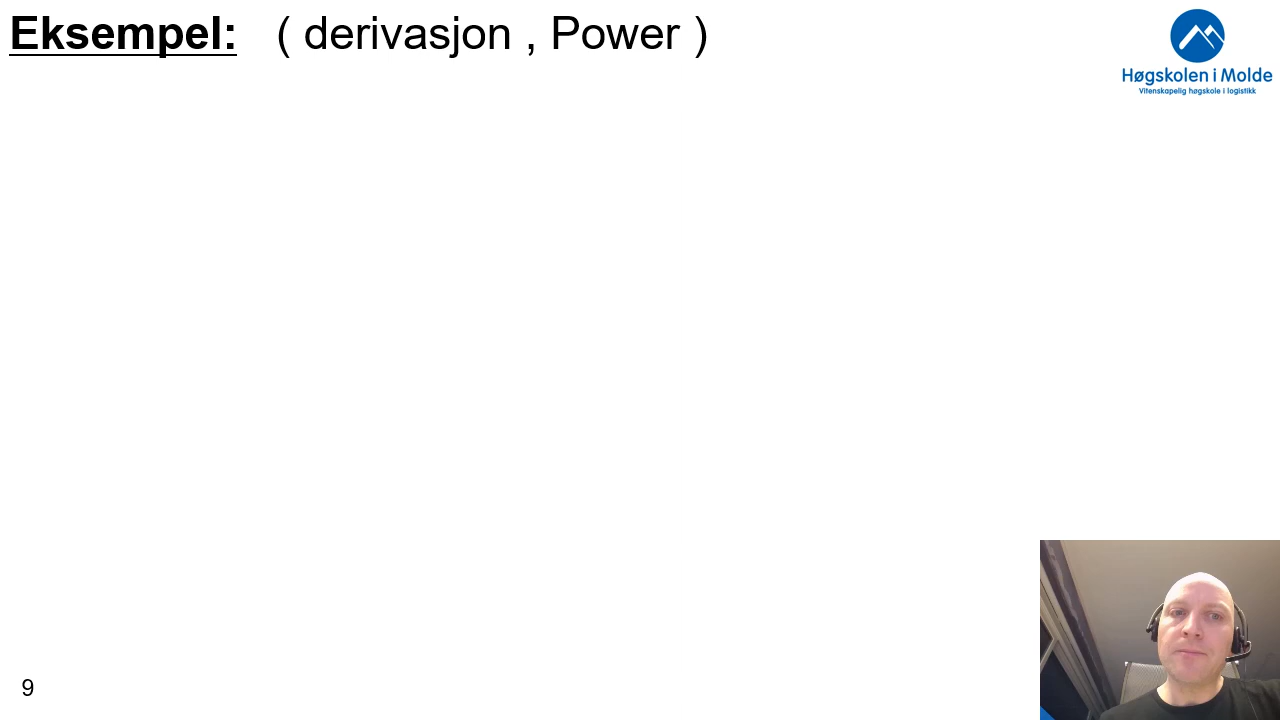 Eksempel: ( derivasjon , Power )
Høgskolen i Molde
Vitenskapelig høgskole i logistikk
9